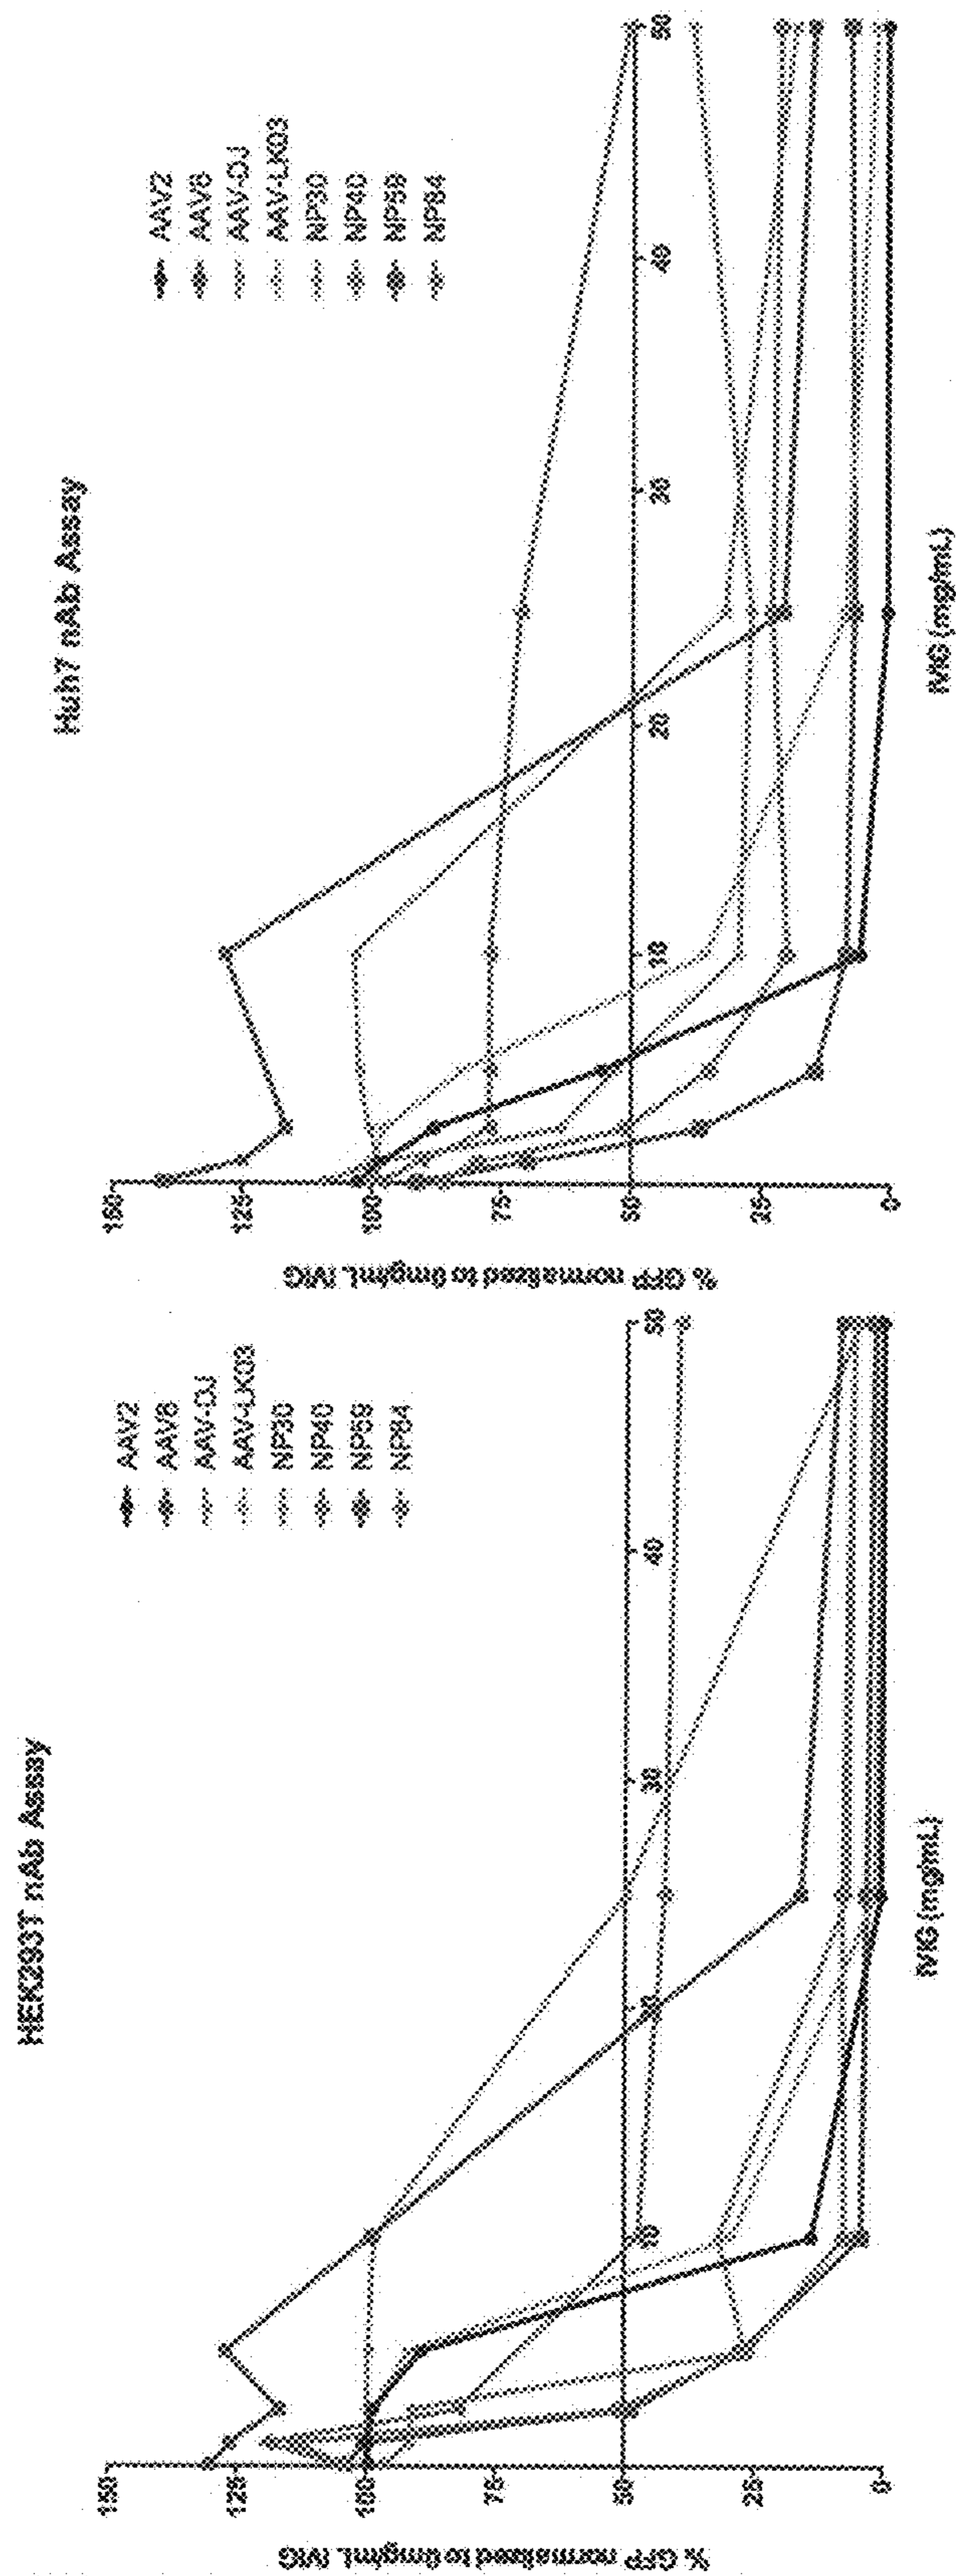 HEK293T nAb Assay
% GFP normalized to 0mg/mL IVIG
150
125
100
75
50
25
0
10
20
30
40
50
IVIG (mg/mL)
AAV2
AAV8
AAV-DJ
AAV-LK03
NP30
NP40
NP59
NP84
Huh7 nAb Assay
% GFP normalized to 0mg/mL IVIG
150
125
100
75
50
25
0
10
20
30
40
50
IVIG (mg/mL)
AAV2
AAV8
AAV-DJ
AAV-LK03
NP30
NP40
NP59
NP84